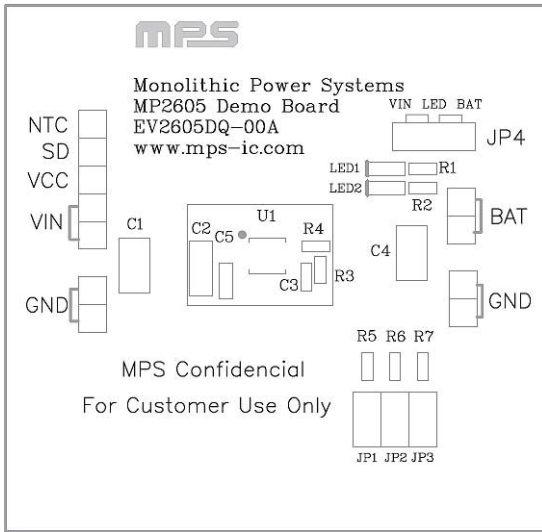 mps
Monolithic Power Systems
MP2605 Demo Board
EV2605DQ-00A
www.mps-ic.com
VIN LED BAT
JP4
NTC
SD
VCC
VIN
GND
LED1
R1
LED2
R2
C1
C2
C5
U1
R4
C3
R3
C4
BAT
GND
R5 R6 R7
MPS Confidencial
For Customer Use Only
JP1 JP2 JP3